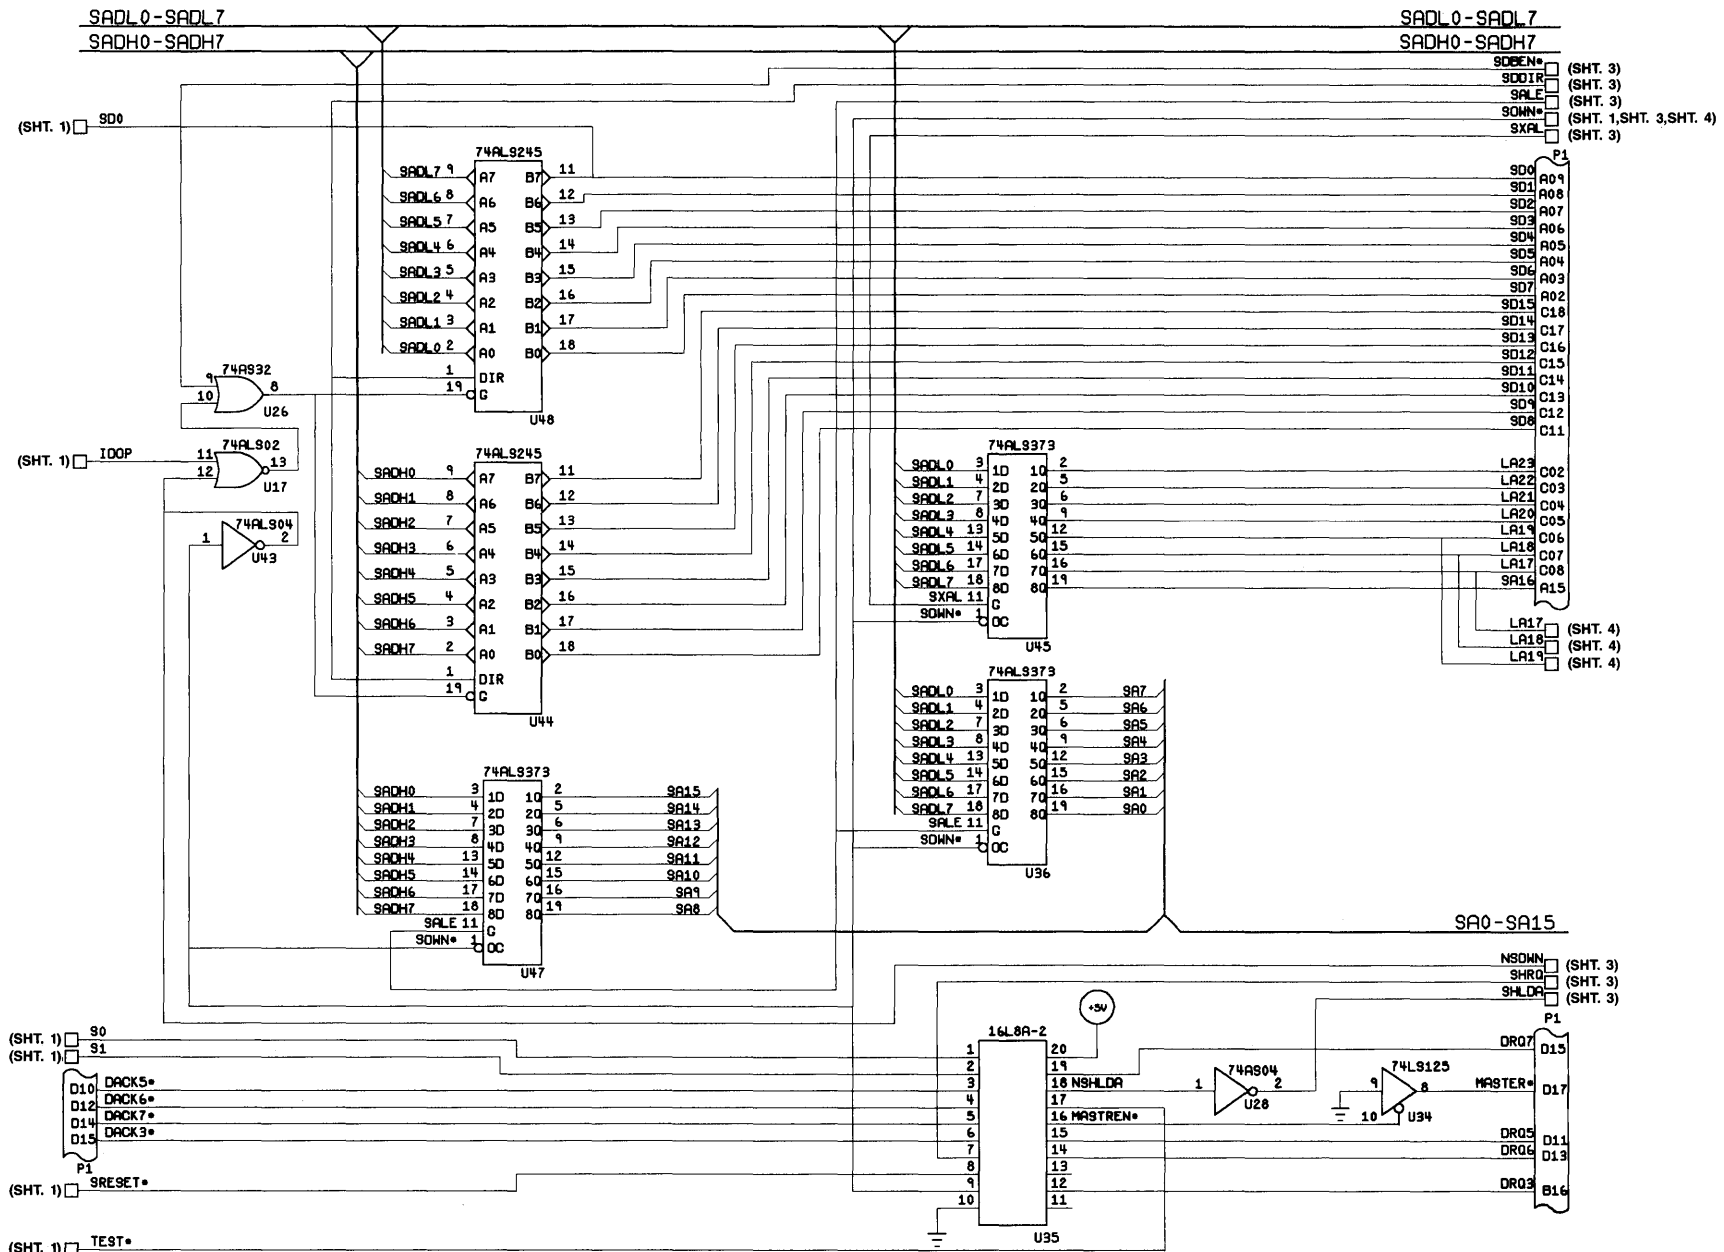 SADL0-SADL7 SADL0-SADL7
SADH0-SADH7 SADH0-SADH7
SDBEN* (SHT. 3)
SDDIR (SHT. 3)
SALE (SHT. 3)
SOWN* (SHT. 1,SHT. 3,SHT. 4)
SXAL (SHT. 3)
(SHT. 1) SD0
P1
SD0 A09
SD1 A08
SD2 A07
SD3 A06
SD4 A05
SD5 A04
SD6 A03
SD7 A02
SD15 C18
SD14 C17
SD13 C16
SD12 C15
SD11 C14
SD10 C13
SD9 C12
SD8 C11
LA23 C02
LA22 C03
LA21 C04
LA20 C05
LA19 C06
LA18 C07
LA17 C08
SA16 A15
LA17 (SHT. 4)
LA18 (SHT. 4)
LA19 (SHT. 4)
74ALS245
SADL7 9 A7 B7 11
SADL6 8 A6 B6 12
SADL5 7 A5 B5 13
SADL4 6 A4 B4 14
SADL3 5 A3 B3 15
SADL2 4 A2 B2 16
SADL1 3 A1 B1 17
SADL0 2 A0 B0 18
1 DIR
19 G
U48
74AS32
9 8
10
U26
(SHT. 1) IOOP
74ALS02
11 13
12
U17
74ALS04
1 2
U43
74ALS245
SADH0 9 A7 B7 11
SADH1 8 A6 B6 12
SADH2 7 A5 B5 13
SADH3 6 A4 B4 14
SADH4 5 A3 B3 15
SADH5 4 A2 B2 16
SADH6 3 A1 B1 17
SADH7 2 A0 B0 18
1 DIR
19 G
U44
74ALS373
SADL0 3 1D 1Q 2
SADL1 4 2D 2Q 5
SADL2 7 3D 3Q 6
SADL3 8 4D 4Q 9
SADL4 13 5D 5Q 12
SADL5 14 6D 6Q 15
SADL6 17 7D 7Q 16
SADL7 18 8D 8Q 19
SXAL 11 G
SOWN* 1 OC
U45
74ALS373
SADL0 3 1D 1Q 2 SA7
SADL1 4 2D 2Q 5 SA6
SADL2 7 3D 3Q 6 SA5
SADL3 8 4D 4Q 9 SA4
SADL4 13 5D 5Q 12 SA3
SADL5 14 6D 6Q 15 SA2
SADL6 17 7D 7Q 16 SA1
SADL7 18 8D 8Q 19 SA0
SALE 11 G
SOWN* 1 OC
U36
74ALS373
SADH0 3 1D 1Q 2 SA15
SADH1 4 2D 2Q 5 SA14
SADH2 7 3D 3Q 6 SA13
SADH3 8 4D 4Q 9 SA12
SADH4 13 5D 5Q 12 SA11
SADH5 14 6D 6Q 15 SA10
SADH6 17 7D 7Q 16 SA9
SADH7 18 8D 8Q 19 SA8
SALE 11 G
SOWN* 1 OC
U47
SA0-SA15
NSOWN (SHT. 3)
SHRQ (SHT. 3)
SHLDA (SHT. 3)
+5V
(SHT. 1) S0
(SHT. 1) S1
D10 DACK5*
D12 DACK6*
D14 DACK7*
D15 DACK3*
P1
(SHT. 1) SRESET*
(SHT. 1) TEST*
16L8A-2
1 20
2 19
3 18 NSHLDA
4 17
5 16 MASTREN*
6 15
7 14
8 13
9 12
10 11
U35
74AS04
1 2
U28
74LS125
9 8
10
U34
P1
DRQ7 D15
MASTER* D17
DRQ5 D11
DRQ6 D13
DRQ3 B16